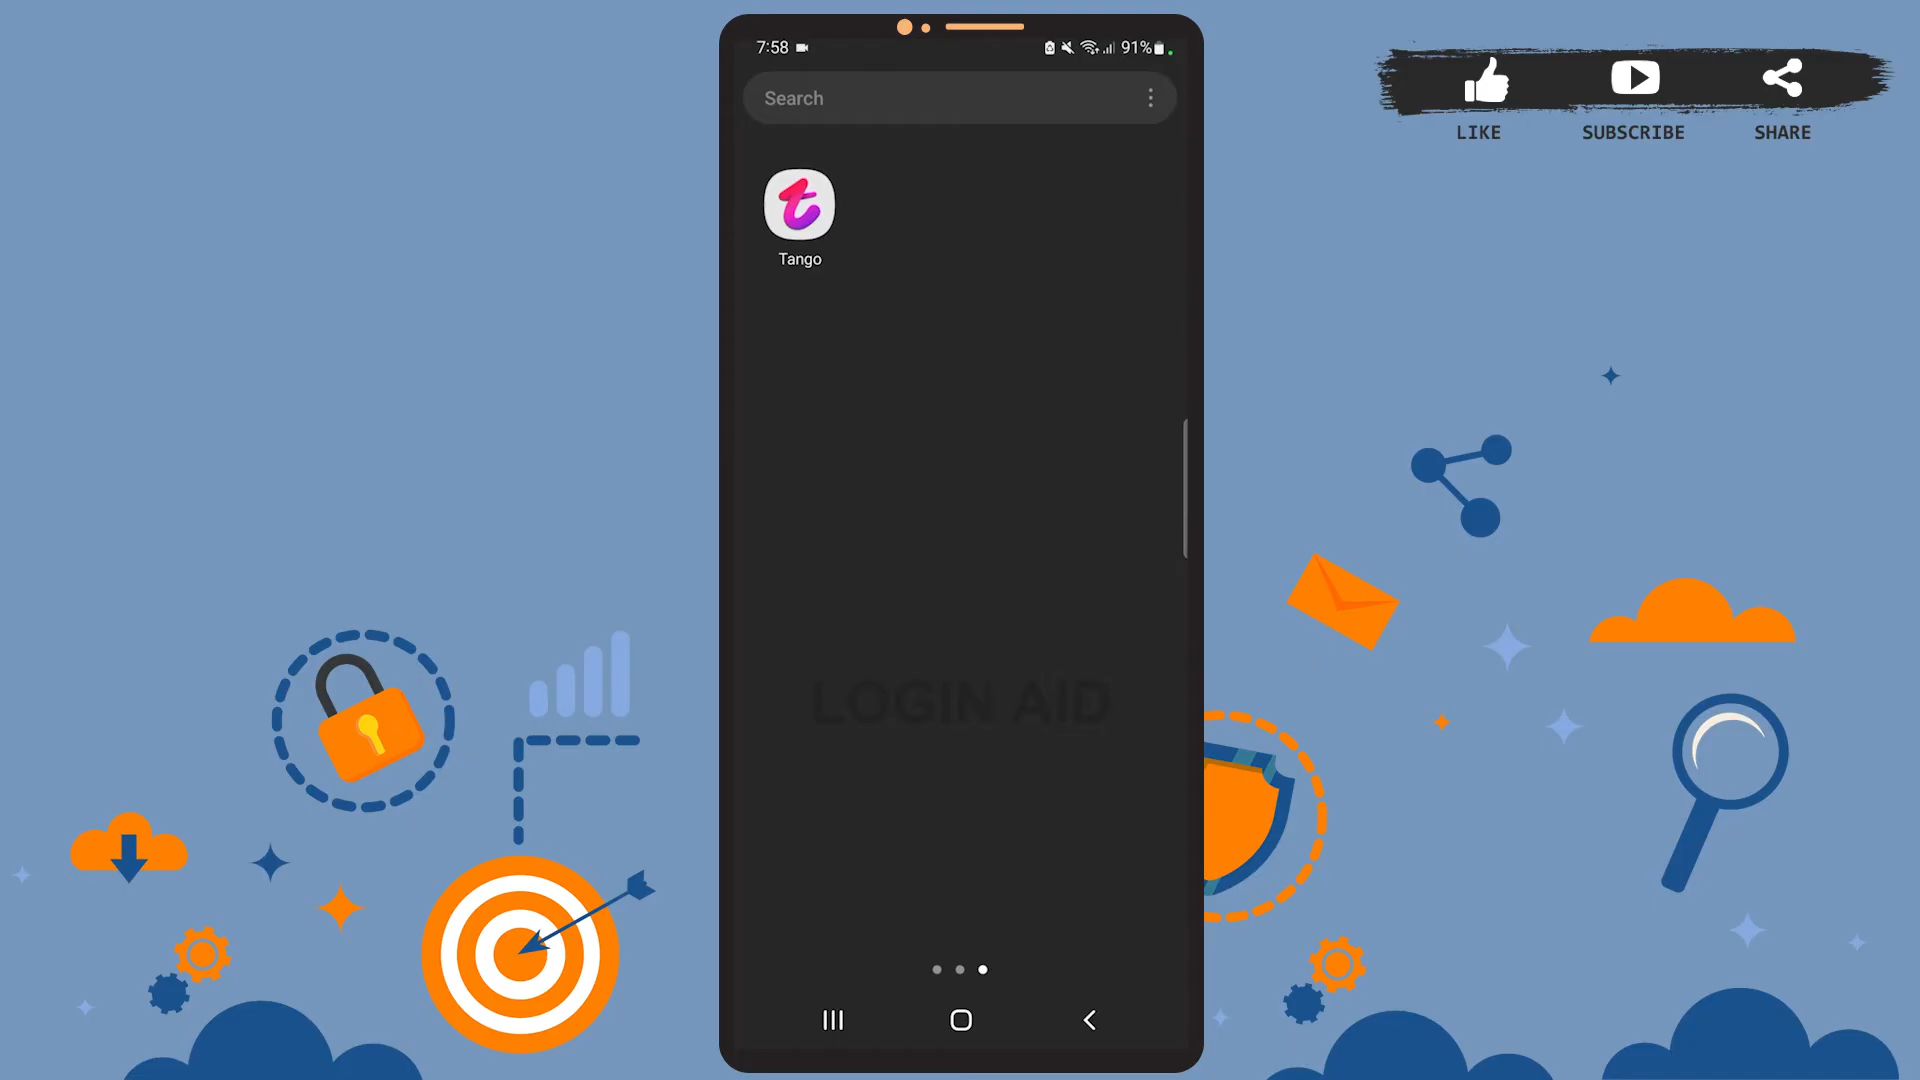 7:58
91%
Search
Tango
LOGIN AID
LIKE
SUBSCRIBE
SHARE